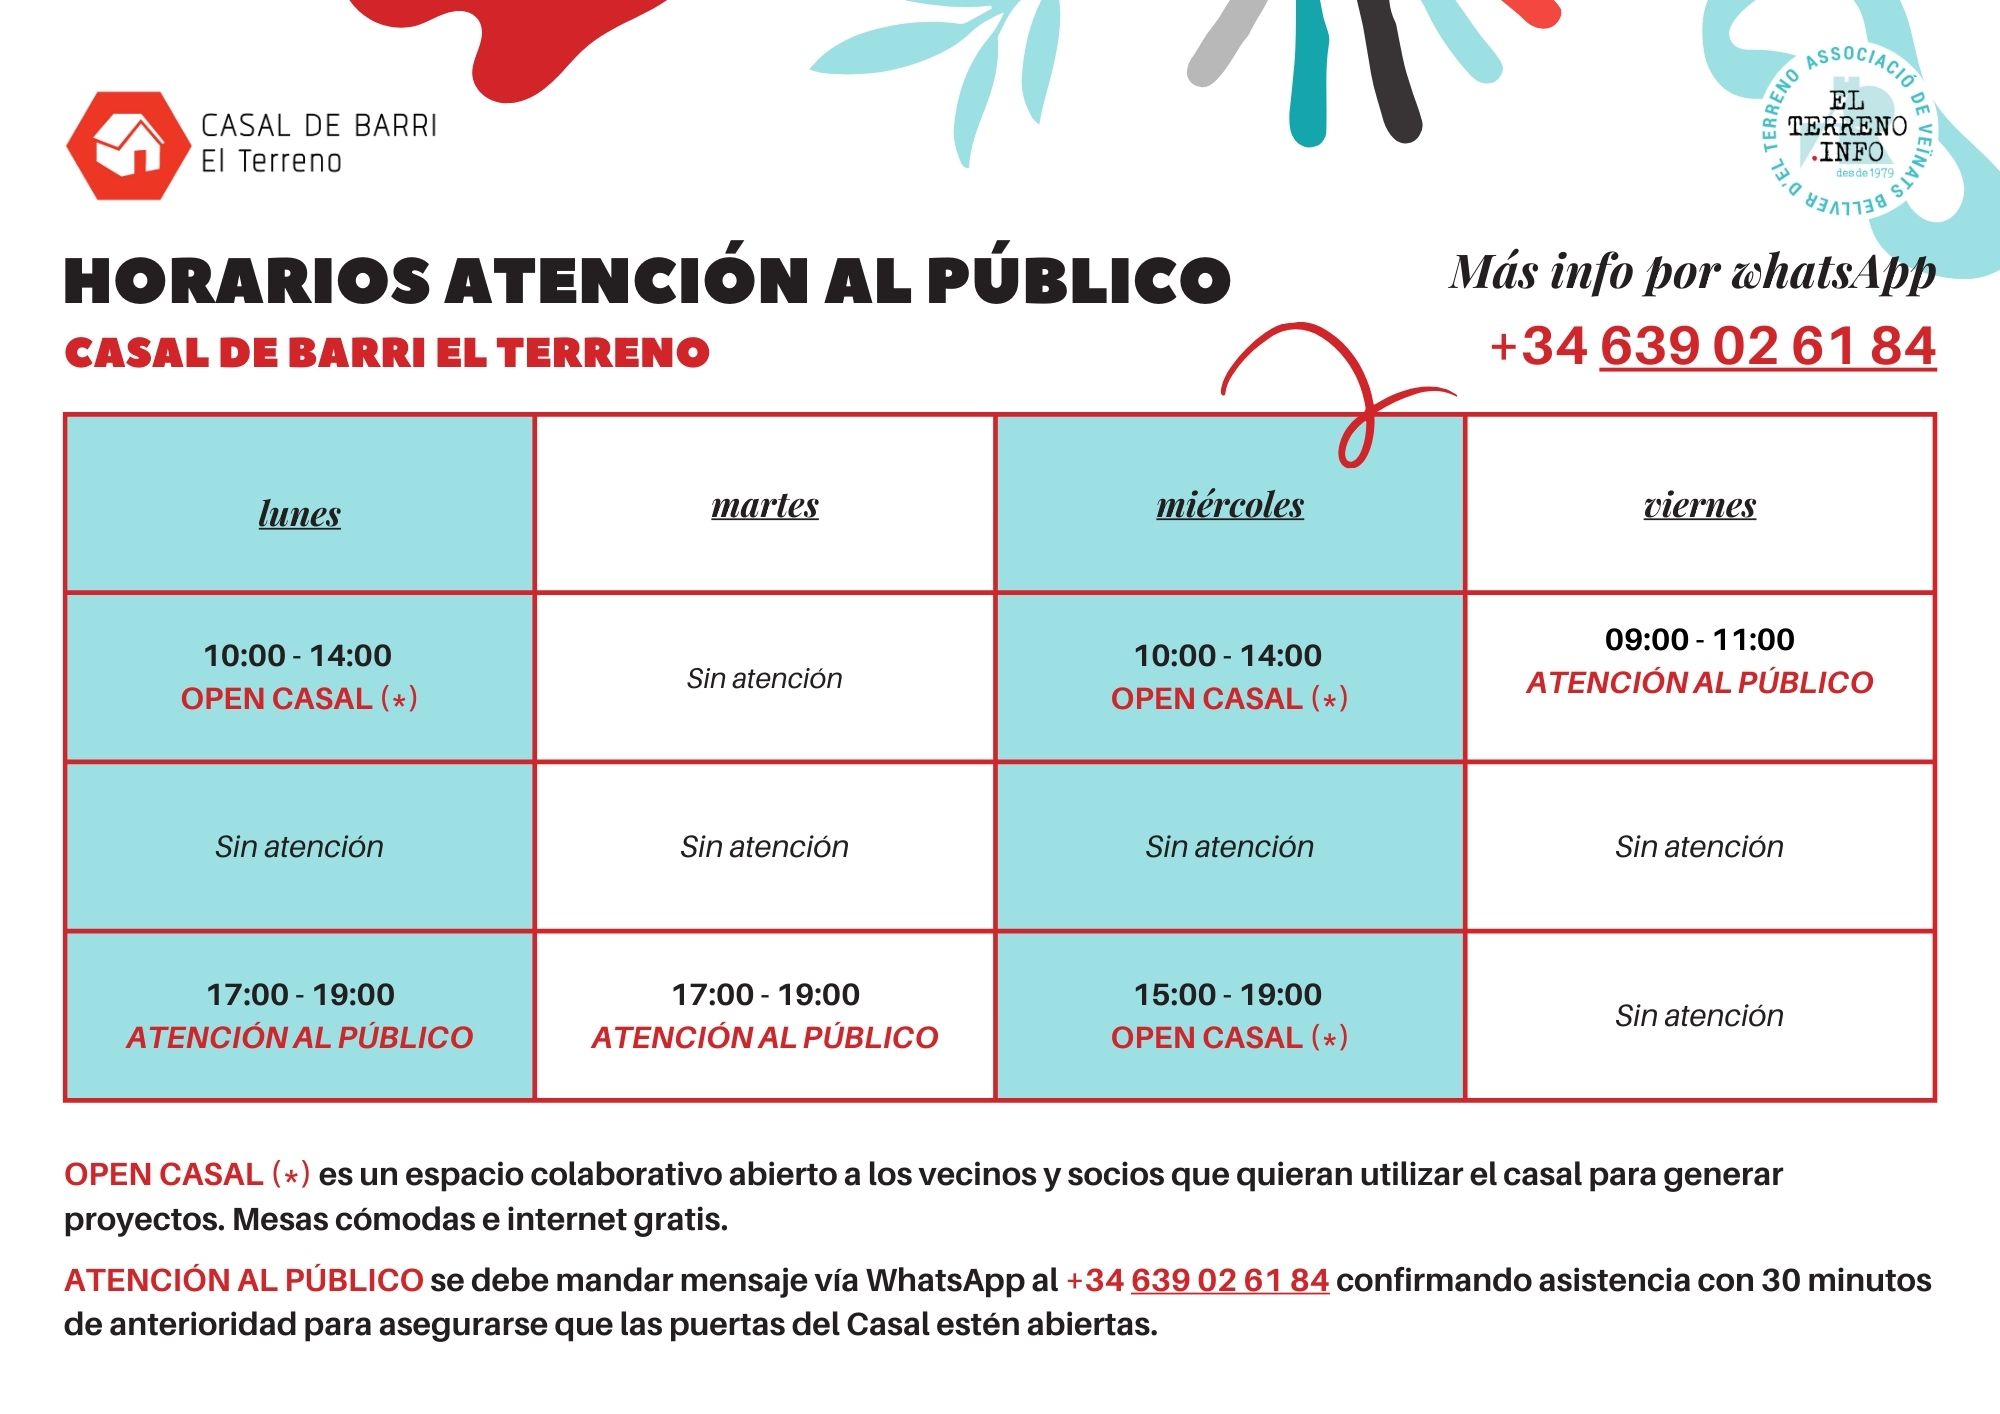 CASAL DE BARRI
El Terreno
ASSOCIACIÓ DE VEÏNATS BELLVER D'EL TERRENO
EL
TERRENO
.INFO
desde 1979
HORARIOS ATENCIÓN AL PÚBLICO
CASAL DE BARRI EL TERRENO
Más info por whatsApp
+34 639 02 61 84
lunes
martes
miércoles
viernes
10:00 - 14:00
OPEN CASAL (*)
Sin atención
10:00 - 14:00
OPEN CASAL (*)
09:00 - 11:00
ATENCIÓN AL PÚBLICO
Sin atención
Sin atención
Sin atención
Sin atención
17:00 - 19:00
ATENCIÓN AL PÚBLICO
17:00 - 19:00
ATENCIÓN AL PÚBLICO
15:00 - 19:00
OPEN CASAL (*)
Sin atención
OPEN CASAL (*) es un espacio colaborativo abierto a los vecinos y socios que quieran utilizar el casal para generar
proyectos. Mesas cómodas e internet gratis.
ATENCIÓN AL PÚBLICO se debe mandar mensaje vía WhatsApp al +34 639 02 61 84 confirmando asistencia con 30 minutos
de anterioridad para asegurarse que las puertas del Casal estén abiertas.